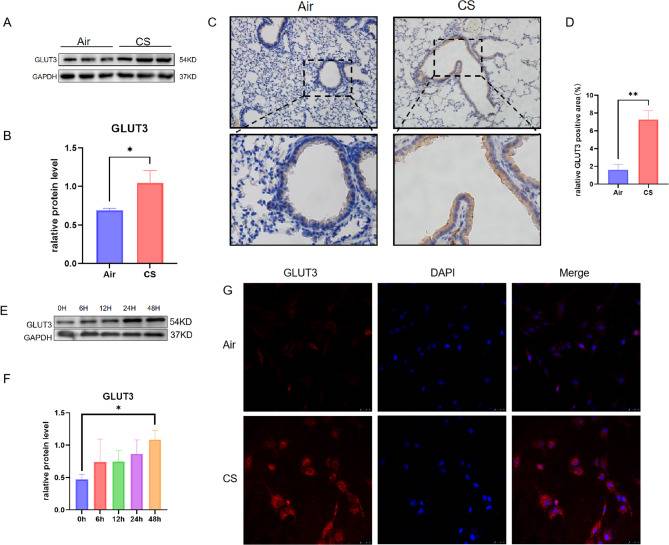 A
Air CS
GLUT3 54KD
GAPDH 37KD
B
GLUT3
*
ralative protein level
1.5
1.0
0.5
0.0
Air CS
C
Air CS
D
ralative GLUT3 positive area (%)
**
10
8
6
4
2
0
Air CS
E
0H 6H 12H 24H 48H
GLUT3 54KD
GAPDH 37KD
F
GLUT3
*
ralative protein level
1.5
1.0
0.5
0.0
0h 6h 12h 24h 48h
G
GLUT3 DAPI Merge
Air
CS